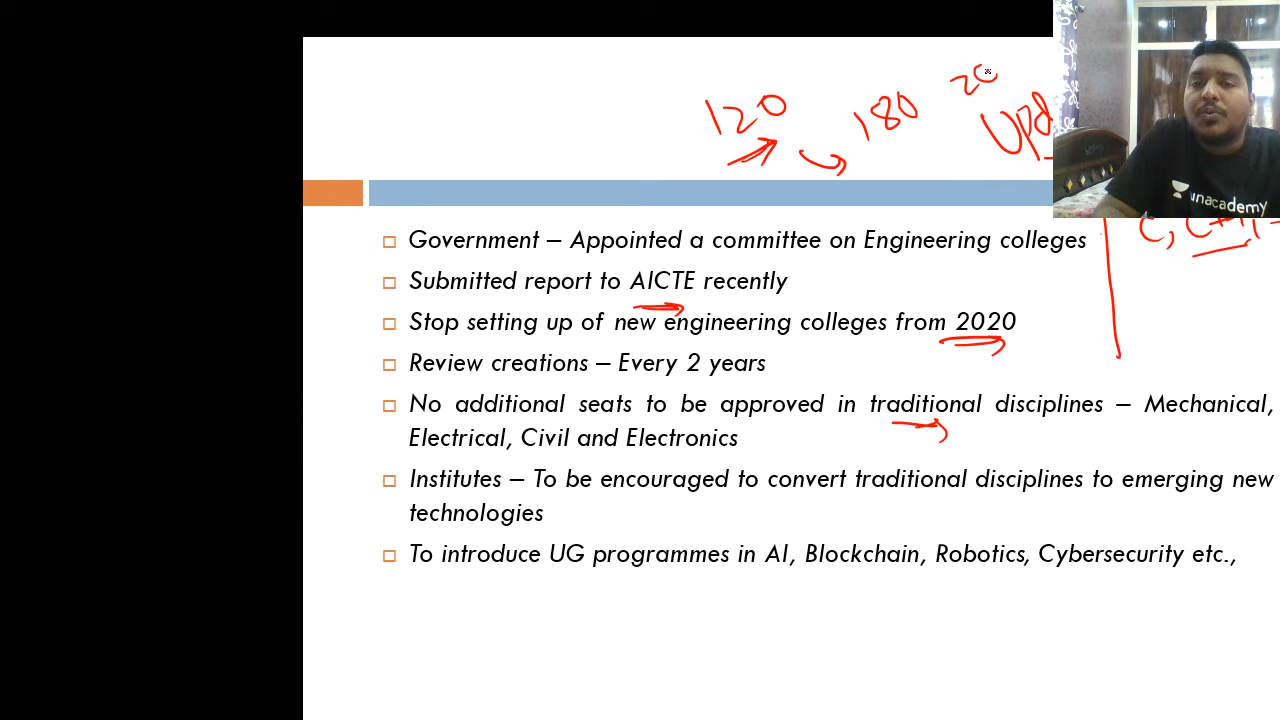 120
180
20
Upd
unacademy
C, C++,
Government – Appointed a committee on Engineering colleges
Submitted report to AICTE recently
Stop setting up of new engineering colleges from 2020
Review creations – Every 2 years
No additional seats to be approved in traditional disciplines – Mechanical,
Electrical, Civil and Electronics
Institutes – To be encouraged to convert traditional disciplines to emerging new
technologies
To introduce UG programmes in AI, Blockchain, Robotics, Cybersecurity etc.,